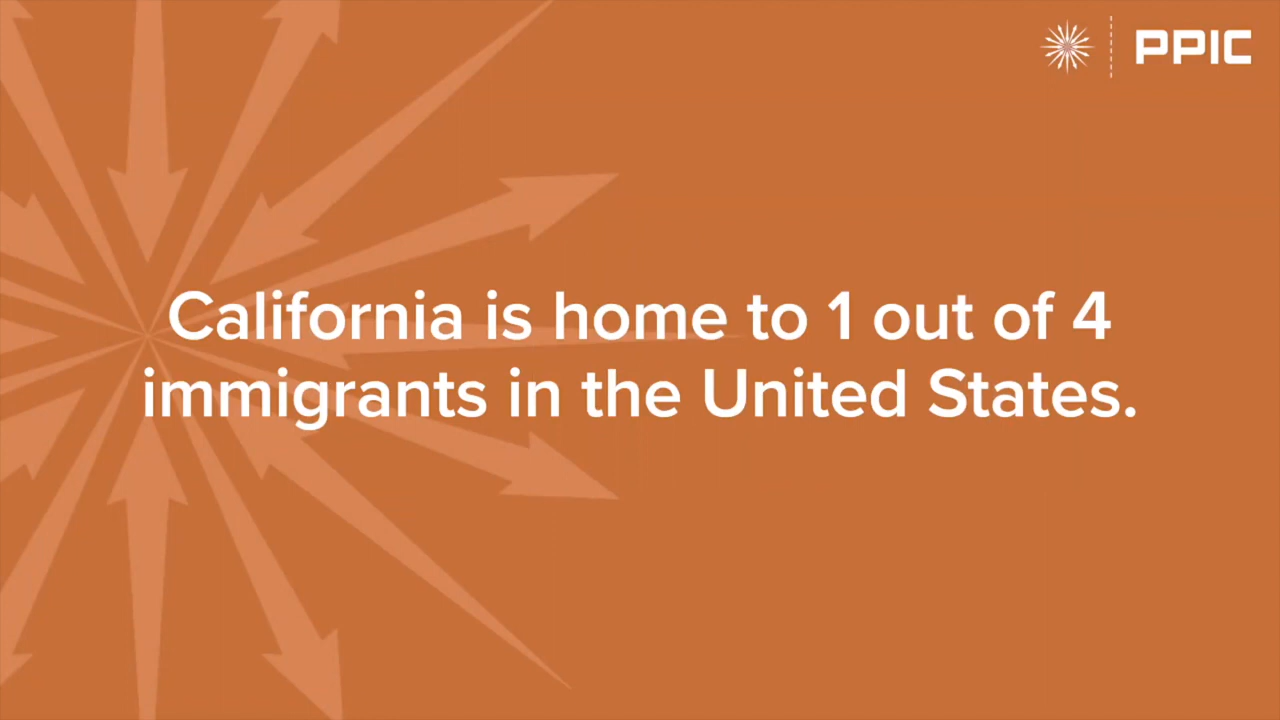 PPIC
California is home to 1 out of 4
immigrants in the United States.